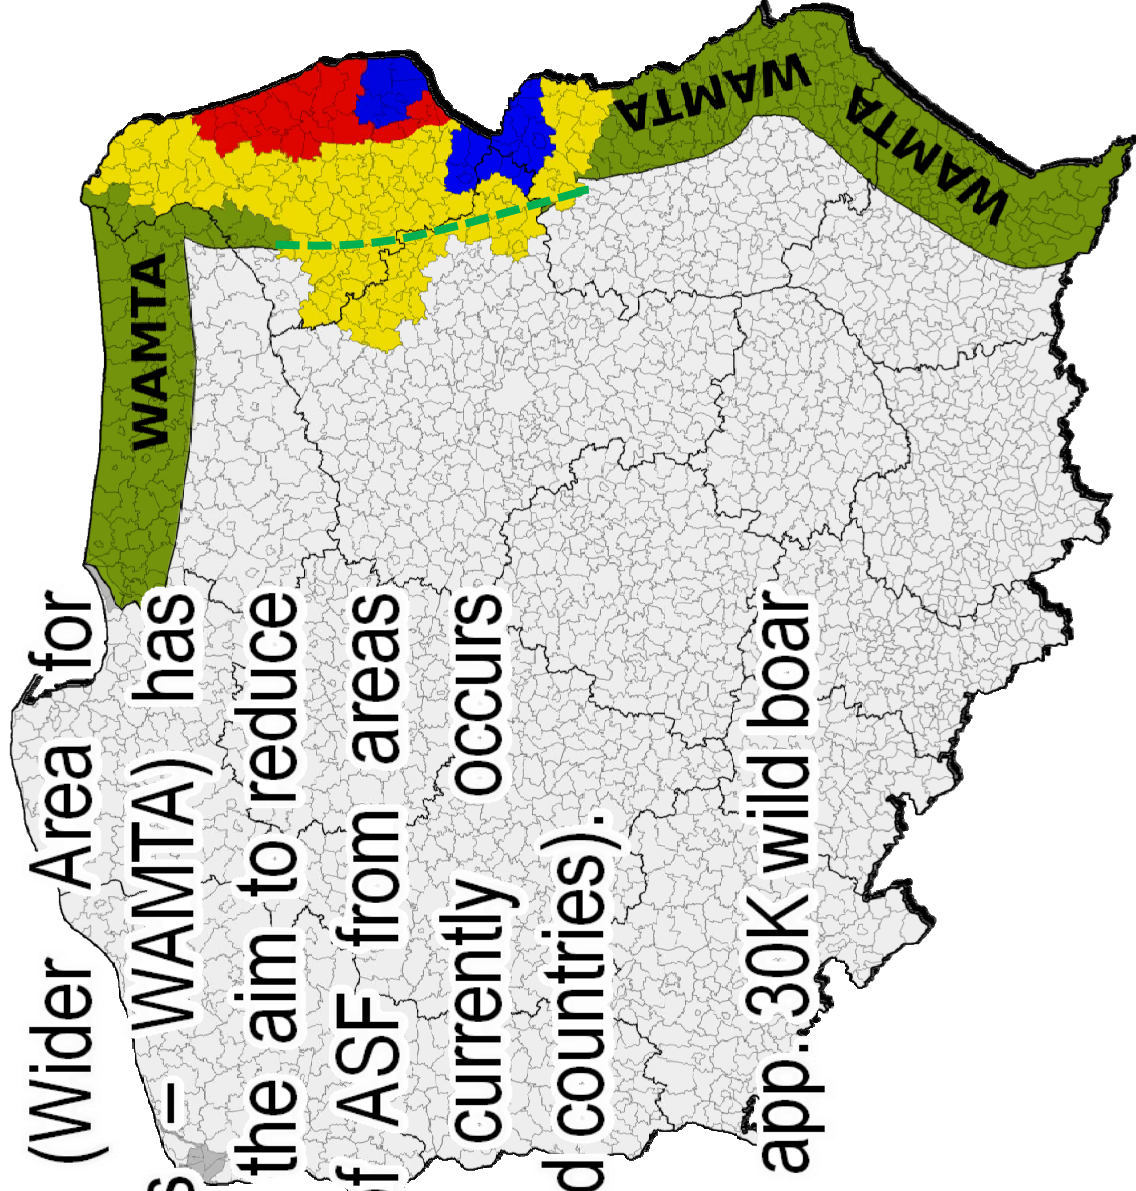 (Wider Area for
s – WAMTA) has
the aim to reduce
f ASF from areas
currently occurs
d countries).
app. 30K wild boar
WAMTA
WAMTA
WAMTA